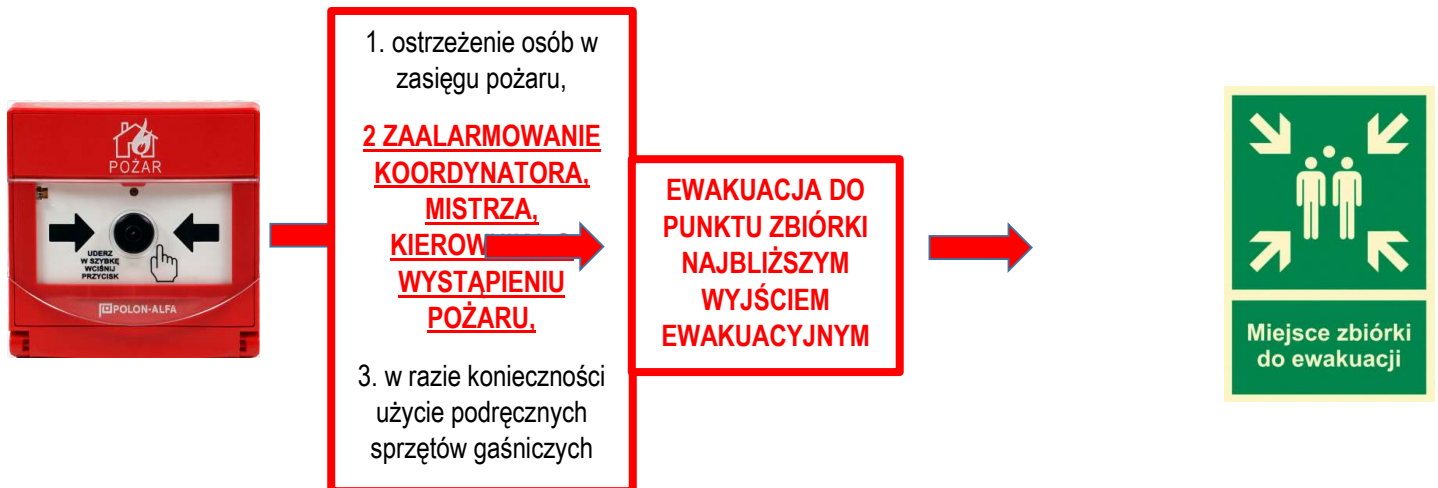 POŻAR
UDERZ
W SZYBKĘ
WCIŚNIJ
PRZYCISK
POLON-ALFA
1. ostrzeżenie osób w
zasięgu pożaru,
2 ZAALARMOWANIE
KOORDYNATORA,
MISTRZA,
WYSTĄPIENIU
POŻARU,
3. w razie konieczności
użycie podręcznych
sprzętów gaśniczych
EWAKUACJA DO
PUNKTU ZBIÓRKI
NAJBLIŻSZYM
WYJŚCIEM
EWAKUACYJNYM
Miejsce zbiórki
do ewakuacji